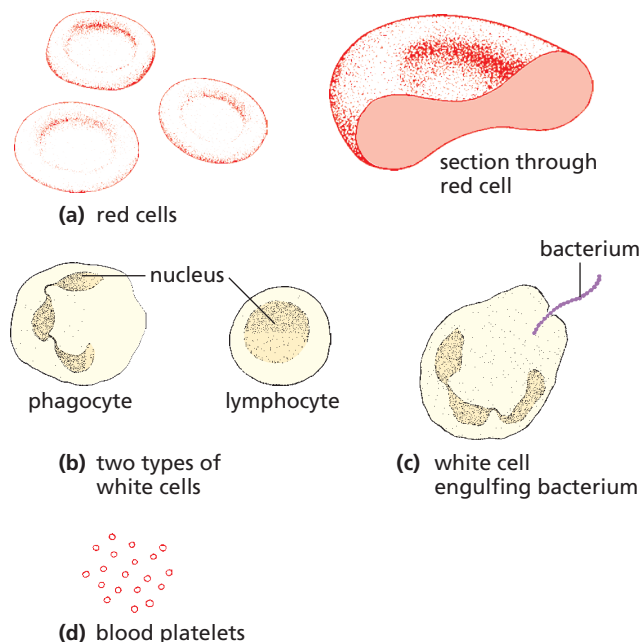 section through
red cell
(a) red cells
nucleus
bacterium
phagocyte
lymphocyte
(b) two types of
white cells
(c) white cell
engulfing bacterium
(d) blood platelets